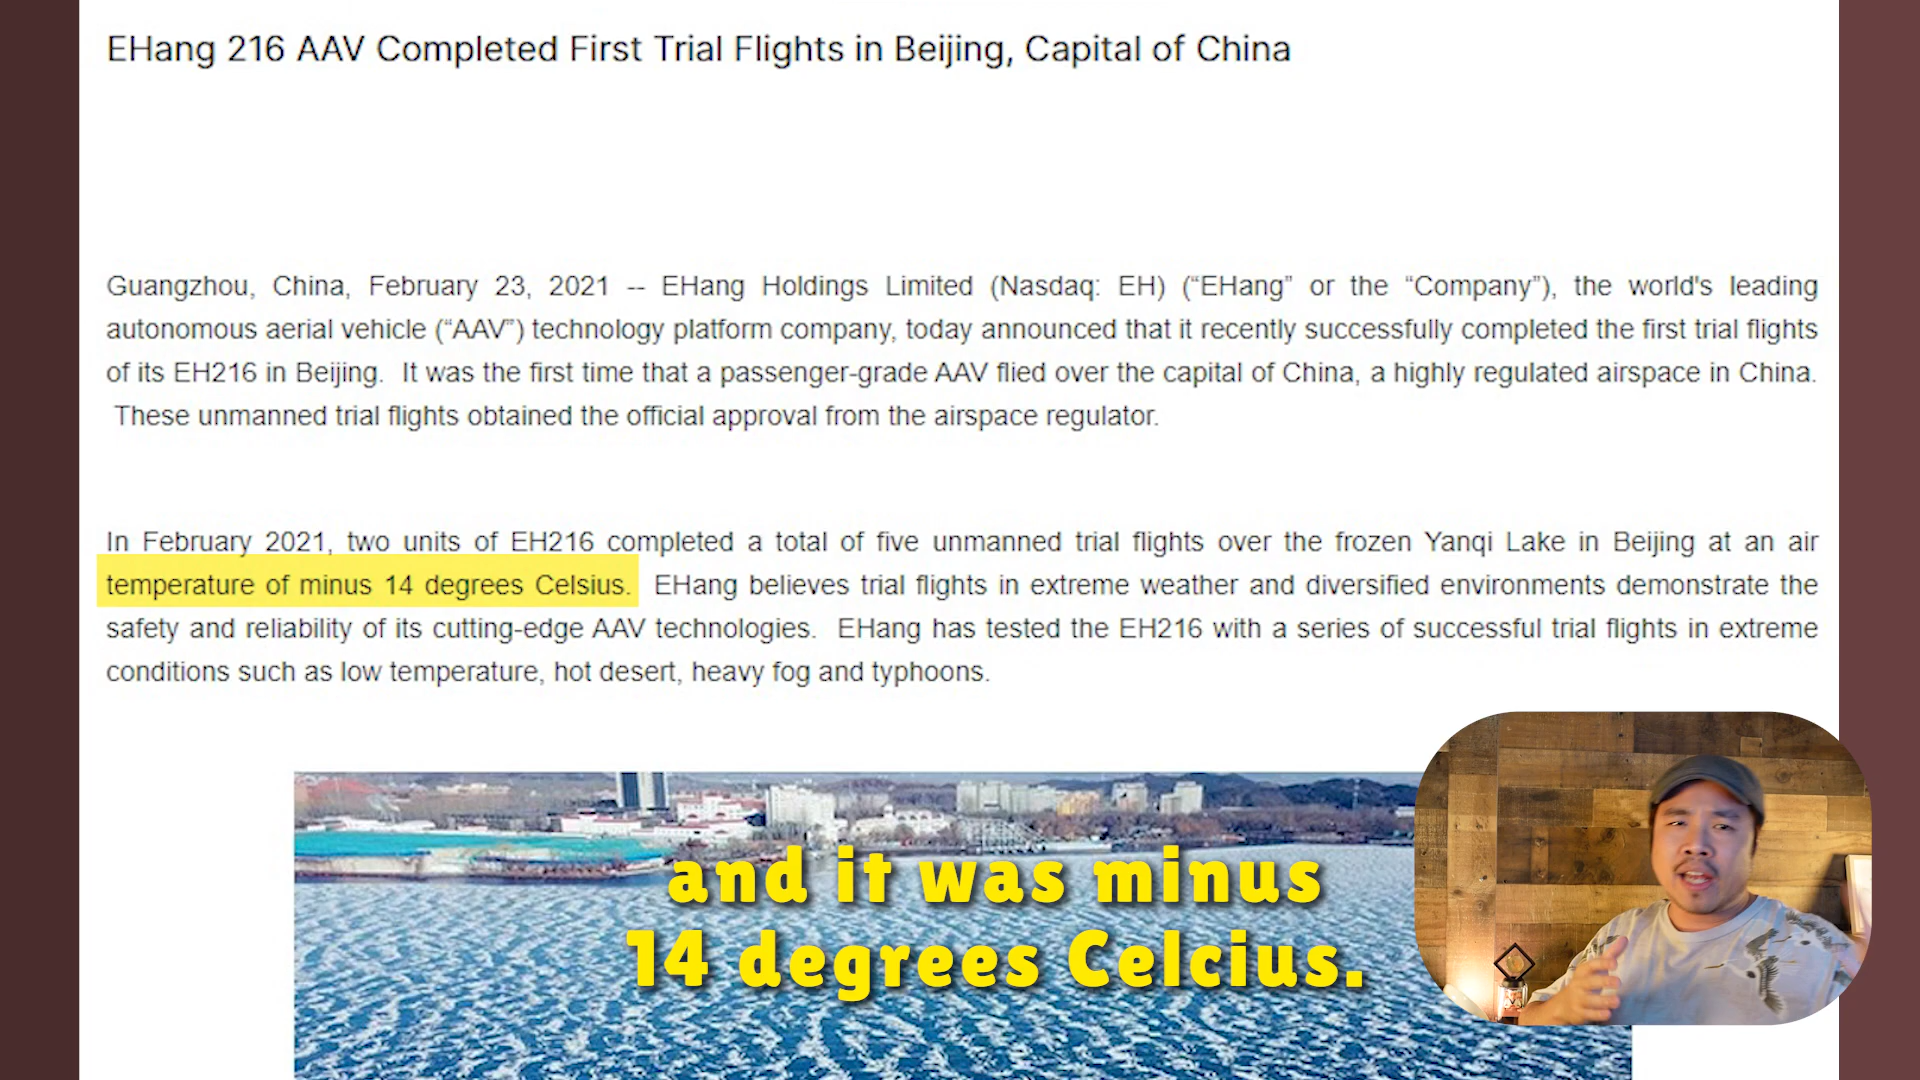 EHang 216 AAV Completed First Trial Flights in Beijing, Capital of China
Guangzhou, China, February 23, 2021 -- EHang Holdings Limited (Nasdaq: EH) (“EHang” or the “Company”), the world's leading
autonomous aerial vehicle (“AAV”) technology platform company, today announced that it recently successfully completed the first trial flights
of its EH216 in Beijing. It was the first time that a passenger-grade AAV flied over the capital of China, a highly regulated airspace in China.
These unmanned trial flights obtained the official approval from the airspace regulator.
In February 2021, two units of EH216 completed a total of five unmanned trial flights over the frozen Yanqi Lake in Beijing at an air
temperature of minus 14 degrees Celsius. EHang believes trial flights in extreme weather and diversified environments demonstrate the
safety and reliability of its cutting-edge AAV technologies. EHang has tested the EH216 with a series of successful trial flights in extreme
conditions such as low temperature, hot desert, heavy fog and typhoons.
and it was minus
14 degrees Celcius.